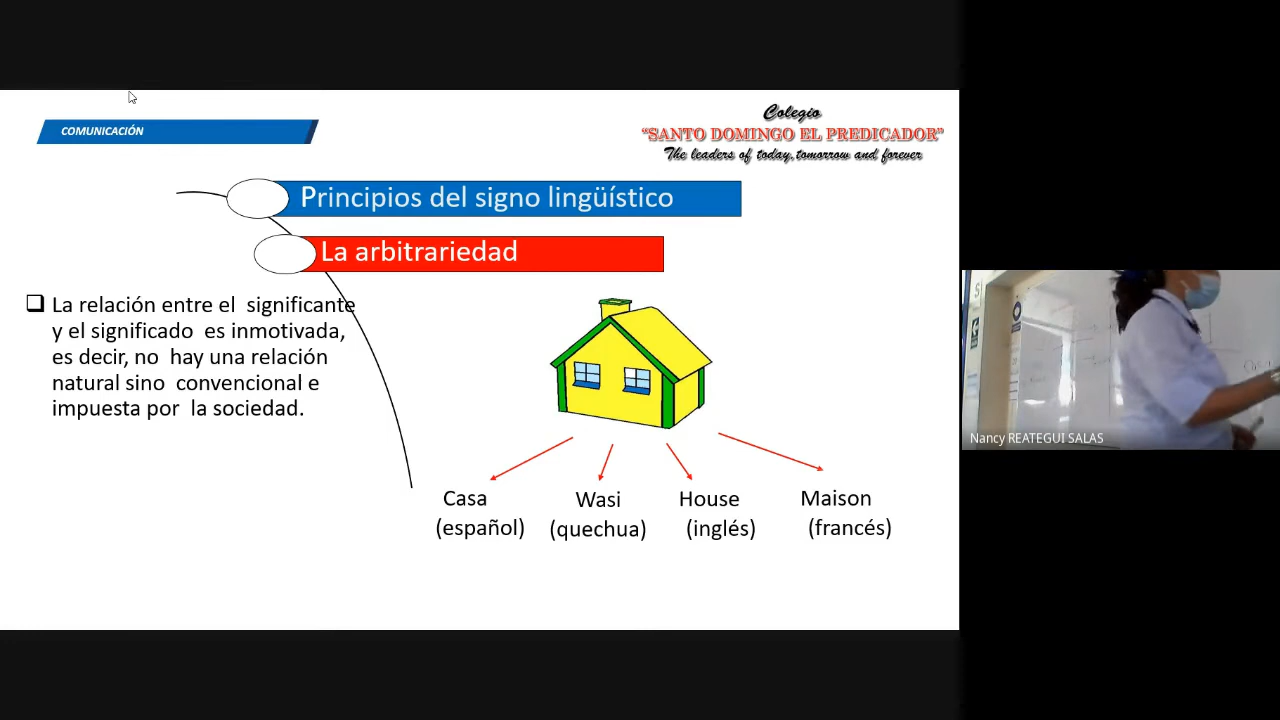 COMUNICACIÓN
Colegio
"SANTO DOMINGO EL PREDICADOR"
The leaders of today, tomorrow and forever
Principios del signo lingüístico
La arbitrariedad
La relación entre el significante
y el significado es inmotivada,
es decir, no hay una relación
natural sino convencional e
impuesta por la sociedad.
Casa
(español)
Wasi
(quechua)
House
(inglés)
Maison
(francés)
Nancy REATEGUI SALAS